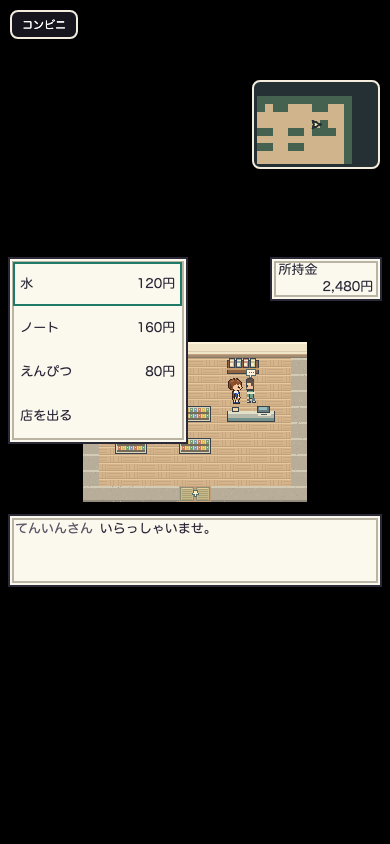 コンビニ
水 120円
ノート 160円
えんぴつ 80円
店を出る
所持金
2,480円
てんいんさん いらっしゃいませ。